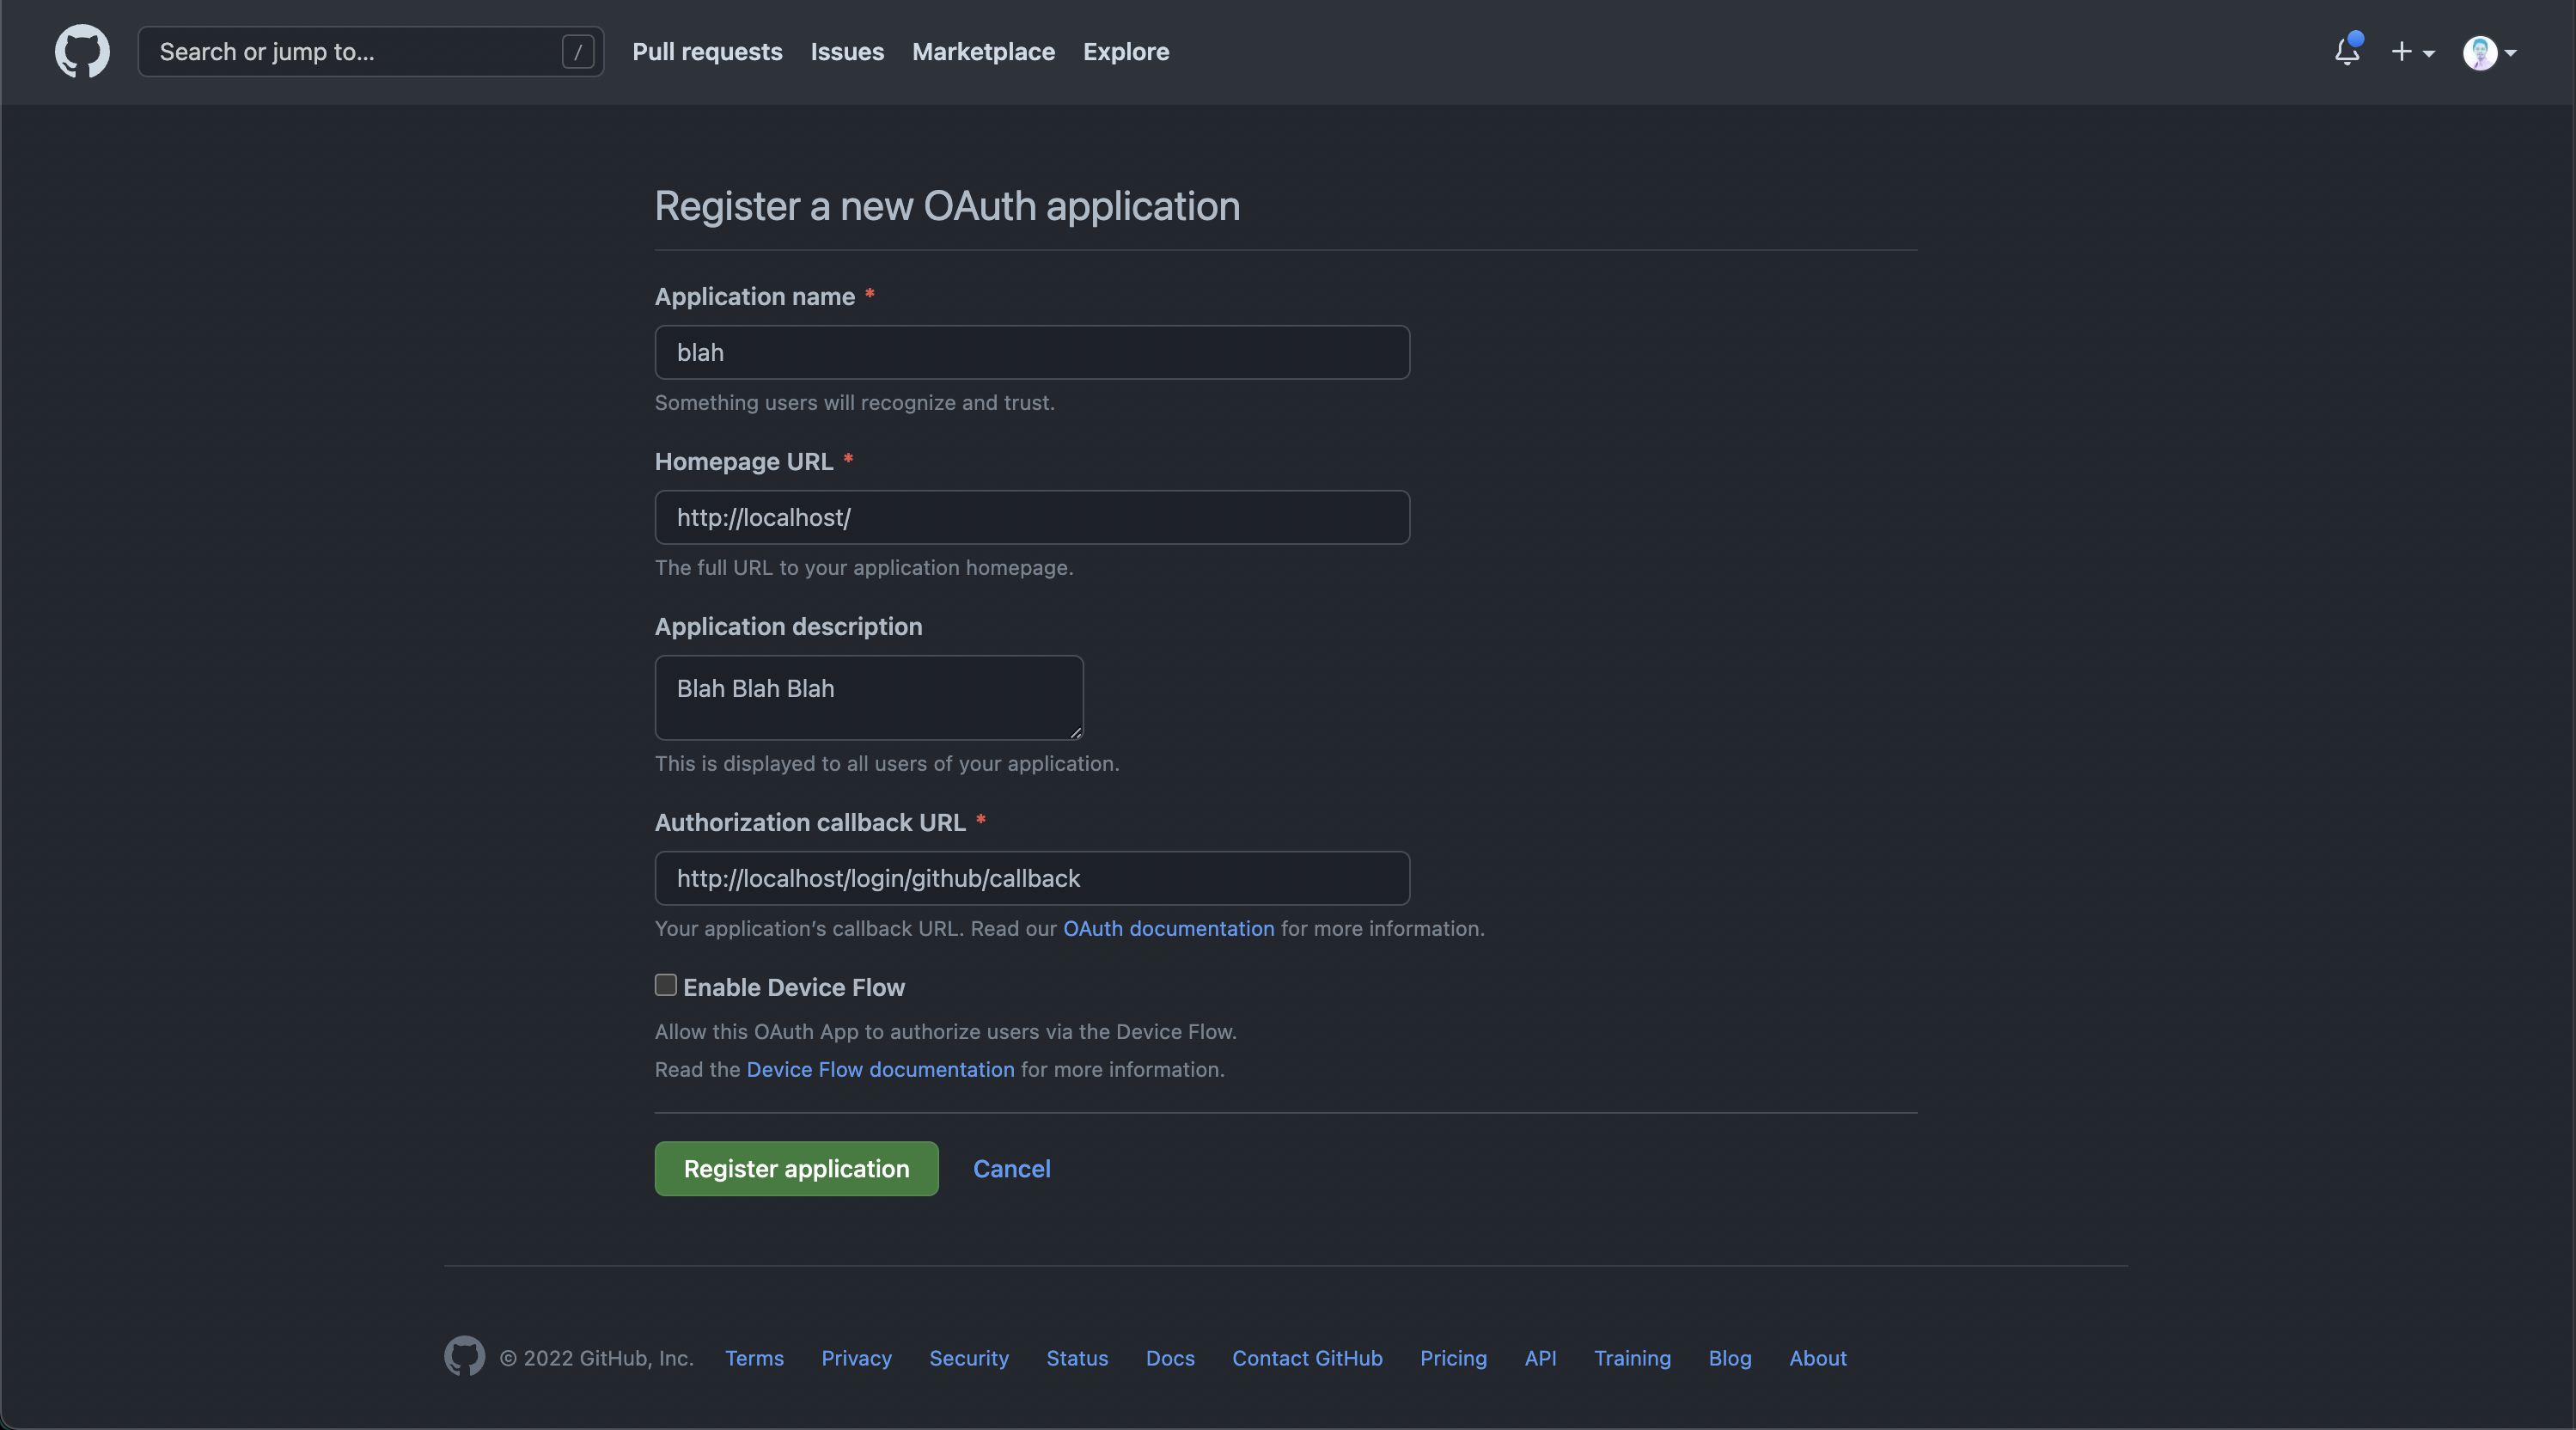 Search or jump to... / Pull requests Issues Marketplace Explore
Register a new OAuth application
Application name *
blah
Something users will recognize and trust.
Homepage URL *
http://localhost/
The full URL to your application homepage.
Application description
Blah Blah Blah
This is displayed to all users of your application.
Authorization callback URL *
http://localhost/login/github/callback
Your application’s callback URL. Read our OAuth documentation for more information.
Enable Device Flow
Allow this OAuth App to authorize users via the Device Flow.
Read the Device Flow documentation for more information.
Register application Cancel
© 2022 GitHub, Inc. Terms Privacy Security Status Docs Contact GitHub Pricing API Training Blog About